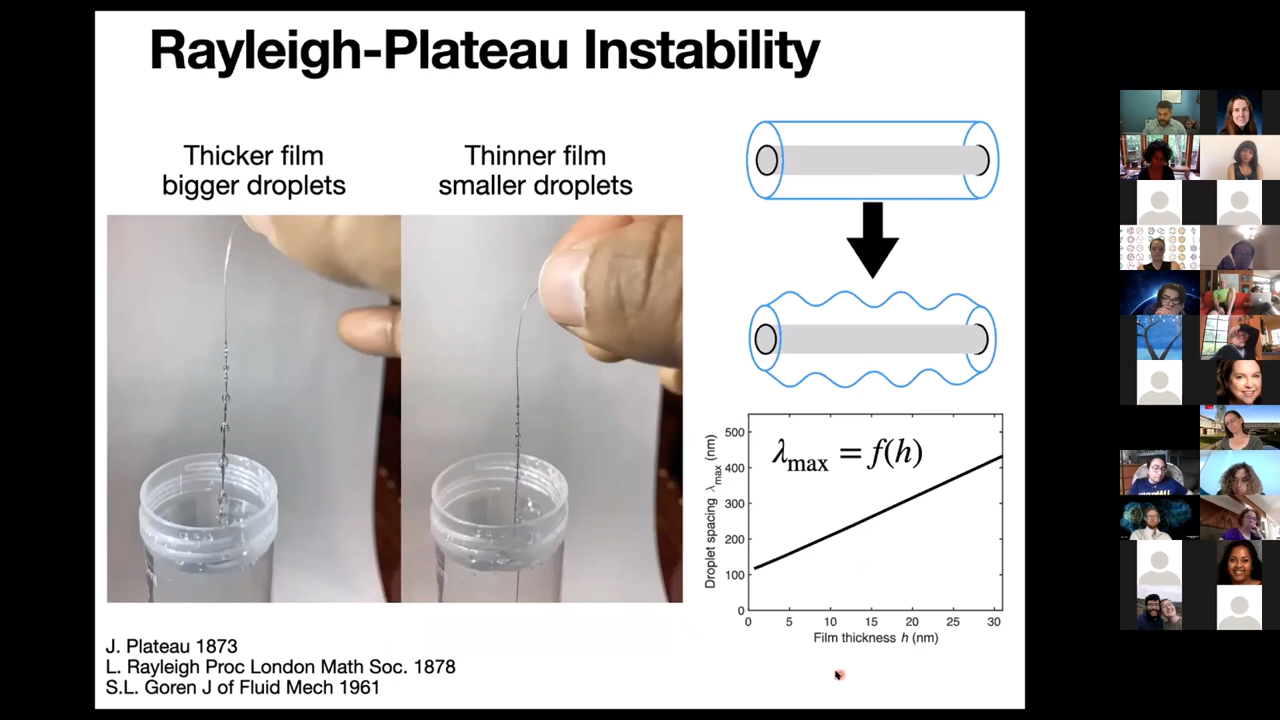 Rayleigh-Plateau Instability
Thicker film
bigger droplets
Thinner film
smaller droplets
λmax = f(h)
Droplet spacing λmax (nm)
500
400
300
200
100
0
0 5 10 15 20 25 30
Film thickness h (nm)
J. Plateau 1873
L. Rayleigh Proc London Math Soc. 1878
S.L. Goren J of Fluid Mech 1961